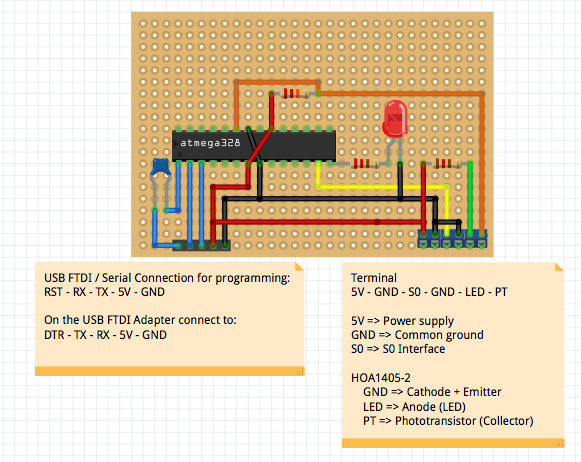 atmega328
USB FTDI / Serial Connection for programming:
RST - RX - TX - 5V - GND
On the USB FTDI Adapter connect to:
DTR - TX - RX - 5V - GND
Terminal
5V - GND - S0 - GND - LED - PT
5V => Power supply
GND => Common ground
S0 => S0 Interface
HOA1405-2
GND => Cathode + Emitter
LED => Anode (LED)
PT => Phototransistor (Collector)